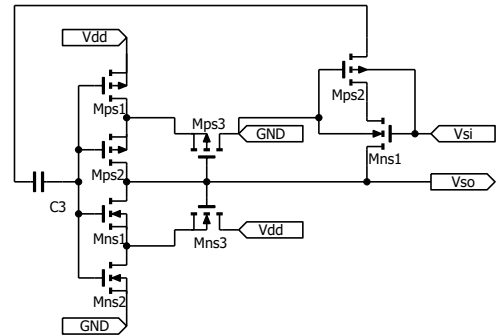 Vdd
Mps1
Mps3
GND
Mps2
Vsi
Mns1
Mps2
Vso
C3
Mns1
Mns3
Vdd
Mns2
GND